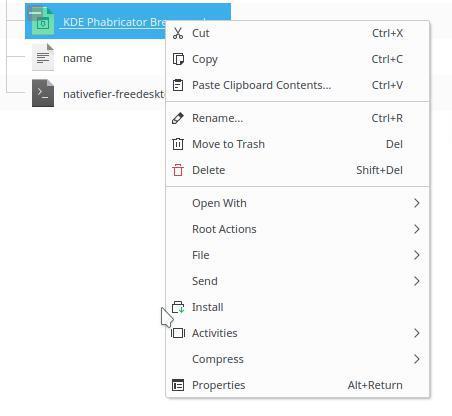 KDE Phabricator
Cut Ctrl+X
name
Copy Ctrl+C
Paste Clipboard Contents... Ctrl+V
nativefier-freedeskt
Rename... Ctrl+R
Move to Trash Del
Delete Shift+Del
Open With
Root Actions
File
Send
Install
Activities
Compress
Properties Alt+Return